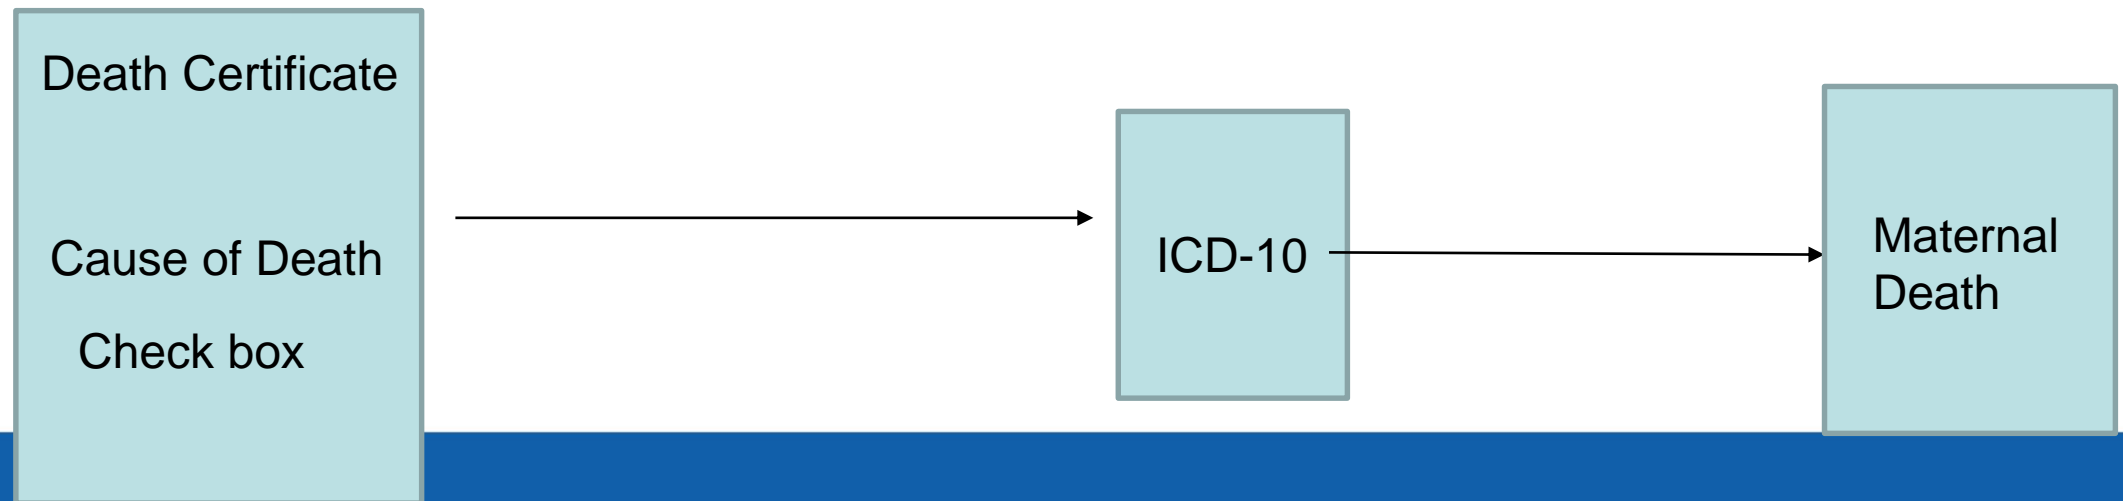 Death Certificate
Cause of Death
Check box
ICD-10
Maternal
Death